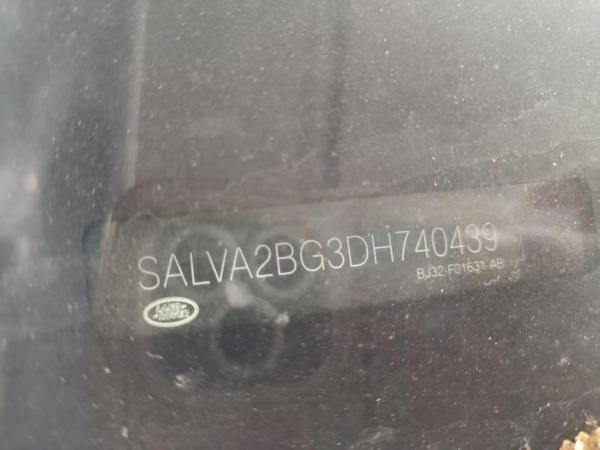 SALVA2BG3DH740439
BJ32-F01631-AB
LAND-
-ROVER